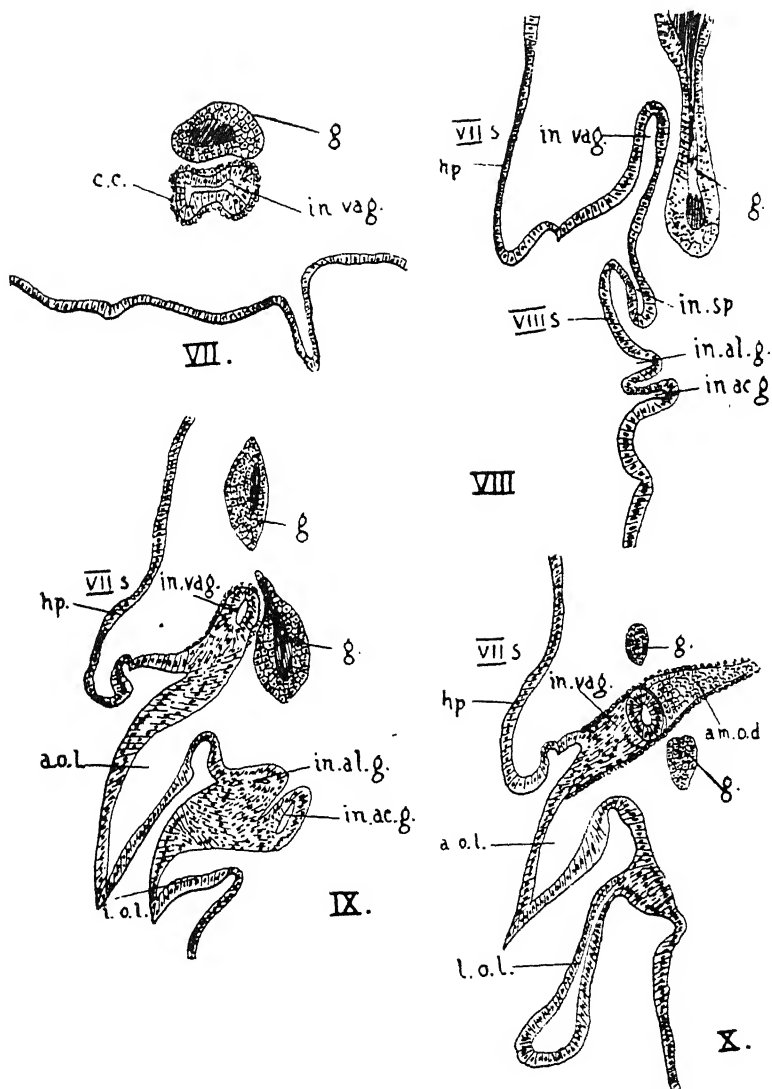 g
c.c.
in vag.
VII.
VII s
hp
in vag.
g.
in.sp
VIII s
in.al.g.
in ac g
VIII
g
VII s
in.vag.
hp.
g.
a.o.l.
in.al.g.
in.ac.g.
i.o.l.
IX.
VII s
g.
hp
in.vag.
am.o.d
g.
a.o.l.
l.o.l.
X.